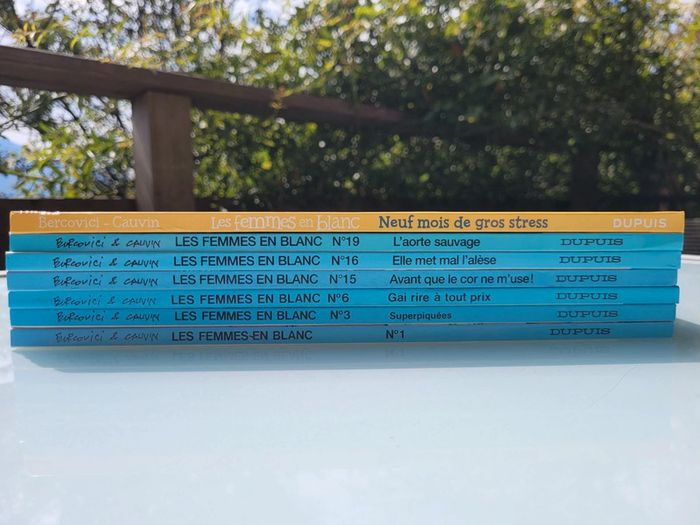 Bercovici - Cauvin Les femmes en blanc Neuf mois de gros stress DUPUIS
BERCOVICI & CAUVIN LES FEMMES EN BLANC N°19 L'aorte sauvage DUPUIS
BERCOVICI & CAUVIN LES FEMMES EN BLANC N°16 Elle met mal l'alèse DUPUIS
BERCOVICI & CAUVIN LES FEMMES EN BLANC N°15 Avant que le cor ne m'use! DUPUIS
BERCOVICI & CAUVIN LES FEMMES EN BLANC N°6 Gai rire à tout prix DUPUIS
BERCOVICI & CAUVIN LES FEMMES EN BLANC N°3 Superpiquées DUPUIS
BERCOVICI & CAUVIN LES FEMMES-EN BLANC N°1 DUPUIS